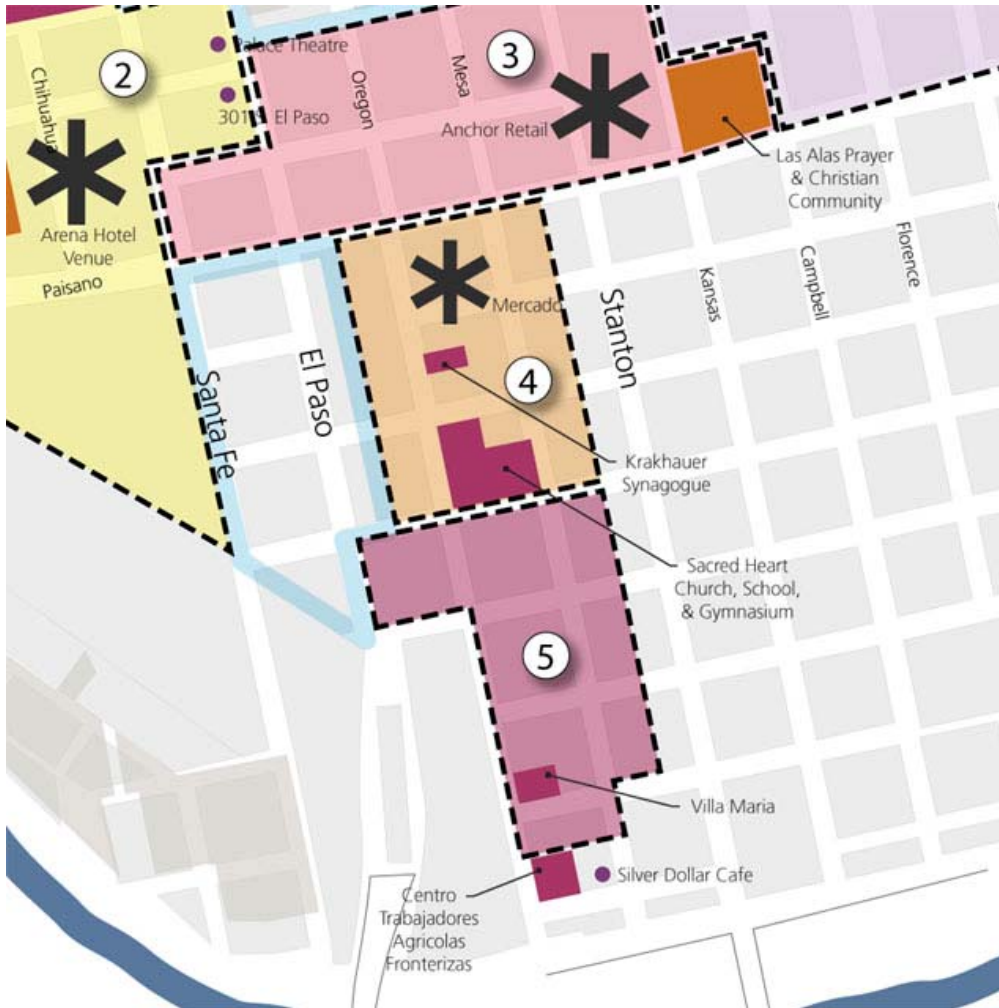 Palace Theatre
2
3
Chihuahua
Oregon
Mesa
301 S. El Paso
Anchor Retail
Las Alas Prayer
& Christian
Community
Arena Hotel
Venue
Paisano
Florence
Campbell
Kansas
Stanton
Mercado
El Paso
Santa Fe
4
Krakhauer
Synagogue
Sacred Heart
Church, School,
& Gymnasium
5
Villa Maria
Silver Dollar Cafe
Centro
Trabajadores
Agricolas
Fronterizas